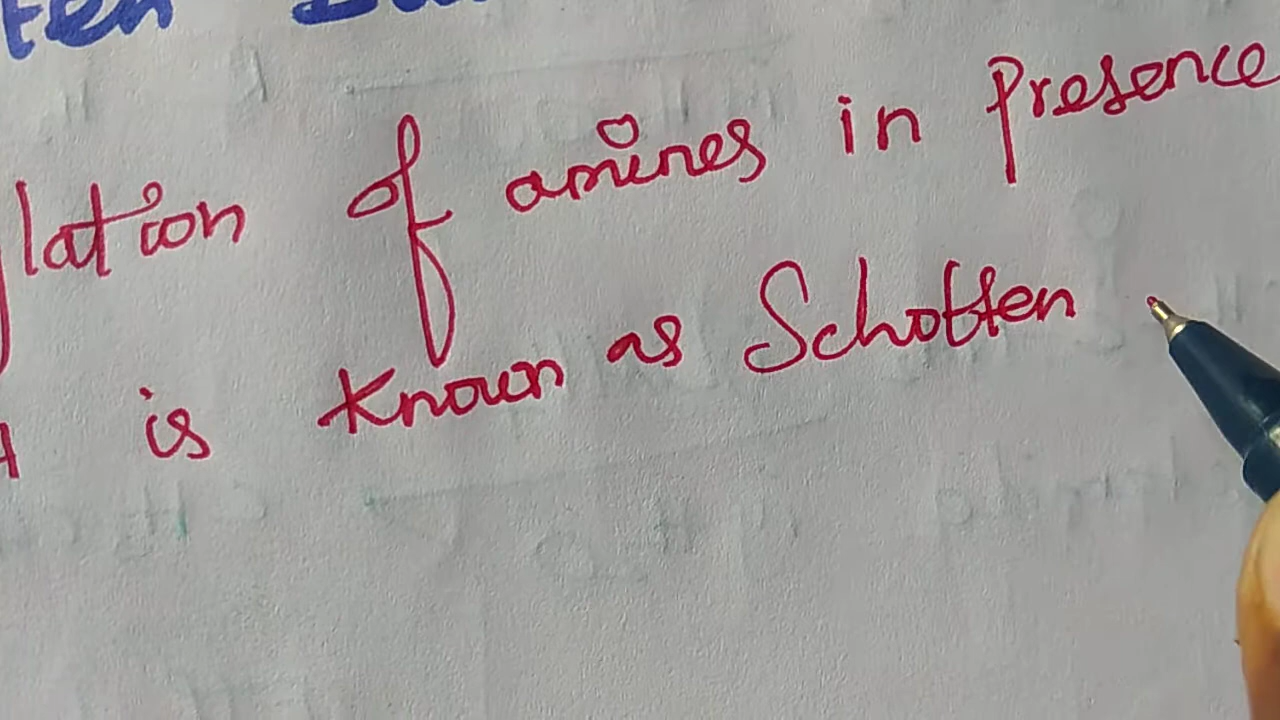 lation of amines in Presence
is Known as Schotten